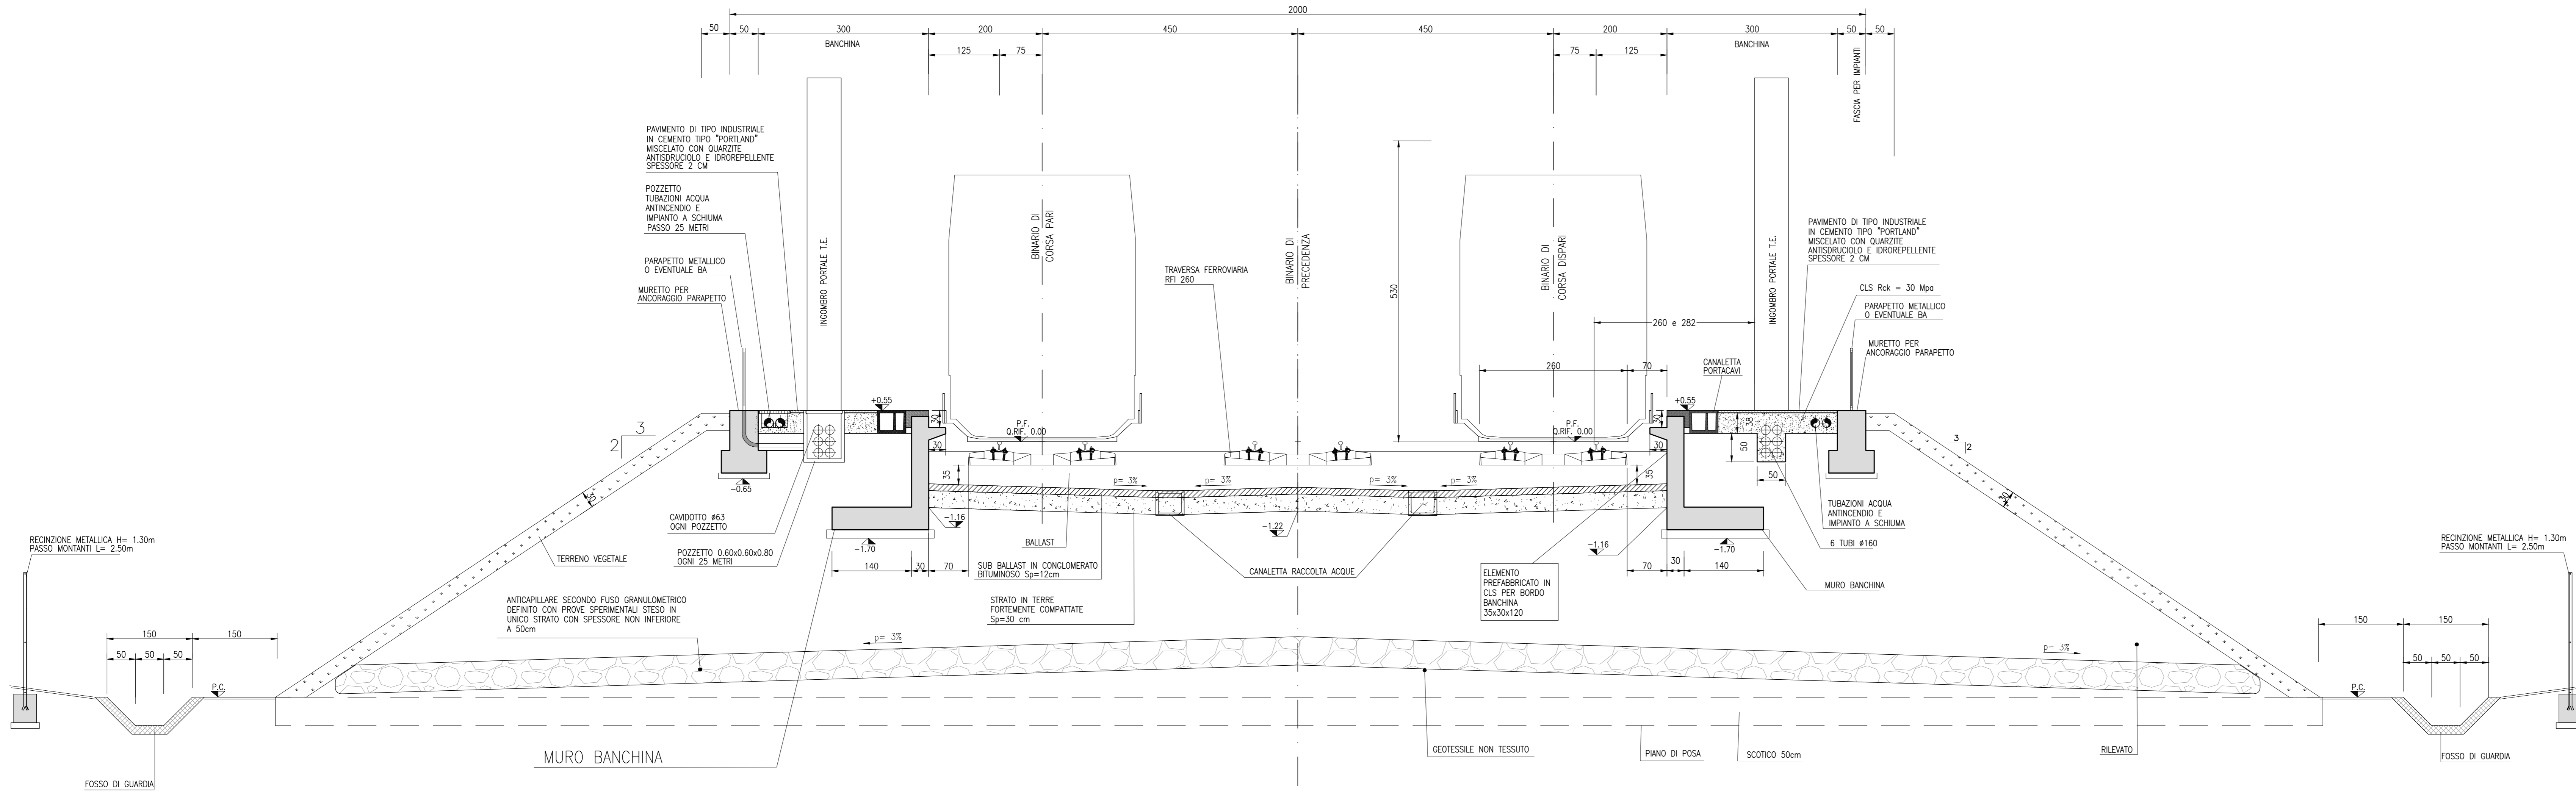 2000
50
50
300
200
450
450
200
300
50
50
BANCHINA
BANCHINA
125
75
75
125
FASCIA PER IMPIANTI
PAVIMENTO DI TIPO INDUSTRIALE
IN CEMENTO TIPO "PORTLAND"
MISCELATO CON QUARZITE
ANTISDRUCIOLO E IDROREPELLENTE
SPESSORE 2 CM
POZZETTO
TUBAZIONI ACQUA
ANTINCENDIO E
IMPIANTO A SCHIUMA
PASSO 25 METRI
PARAPETTO METALLICO
O EVENTUALE BA
MURETTO PER
ANCORAGGIO PARAPETTO
INGOMBRO PORTALE T.E.
BINARIO DI
CORSA PARI
TRAVERSA FERROVIARIA
RFI 260
BINARIO DI
PRECEDENZA
530
BINARIO DI
CORSA DISPARI
260 e 282
INGOMBRO PORTALE T.E.
PAVIMENTO DI TIPO INDUSTRIALE
IN CEMENTO TIPO "PORTLAND"
MISCELATO CON QUARZITE
ANTISDRUCIOLO E IDROREPELLENTE
SPESSORE 2 CM
CLS Rck = 30 Mpa
PARAPETTO METALLICO
O EVENTUALE BA
MURETTO PER
ANCORAGGIO PARAPETTO
CANALETTA
PORTACAVI
260
70
+0.55
+0.55
30
30
38
50
50
P.F.
Q.RIF. 0.00
P.F.
Q.RIF. 0.00
30
30
3
2
3
2
35
35
p= 3%
p= 3%
p= 3%
p= 3%
-0.65
30
30
-1.16
-1.22
-1.16
-1.70
-1.70
CAVIDOTTO ø63
OGNI POZZETTO
POZZETTO 0.60x0.60x0.80
OGNI 25 METRI
140
30
70
BALLAST
SUB BALLAST IN CONGLOMERATO
BITUMINOSO Sp=12cm
STRATO IN TERRE
FORTEMENTE COMPATTATE
Sp=30 cm
CANALETTA RACCOLTA ACQUE
ELEMENTO
PREFABBRICATO IN
CLS PER BORDO
BANCHINA
35x30x120
70
30
140
TUBAZIONI ACQUA
ANTINCENDIO E
IMPIANTO A SCHIUMA
6 TUBI ø160
MURO BANCHINA
RECINZIONE METALLICA H= 1.30m
PASSO MONTANTI L= 2.50m
RECINZIONE METALLICA H= 1.30m
PASSO MONTANTI L= 2.50m
TERRENO VEGETALE
ANTICAPILLARE SECONDO FUSO GRANULOMETRICO
DEFINITO CON PROVE SPERIMENTALI STESO IN
UNICO STRATO CON SPESSORE NON INFERIORE
A 50cm
p= 3%
p= 3%
150
150
50
50
50
150
150
50
50
50
P.C.
P.C.
MURO BANCHINA
GEOTESSILE NON TESSUTO
PIANO DI POSA
SCOTICO 50cm
RILEVATO
FOSSO DI GUARDIA
FOSSO DI GUARDIA